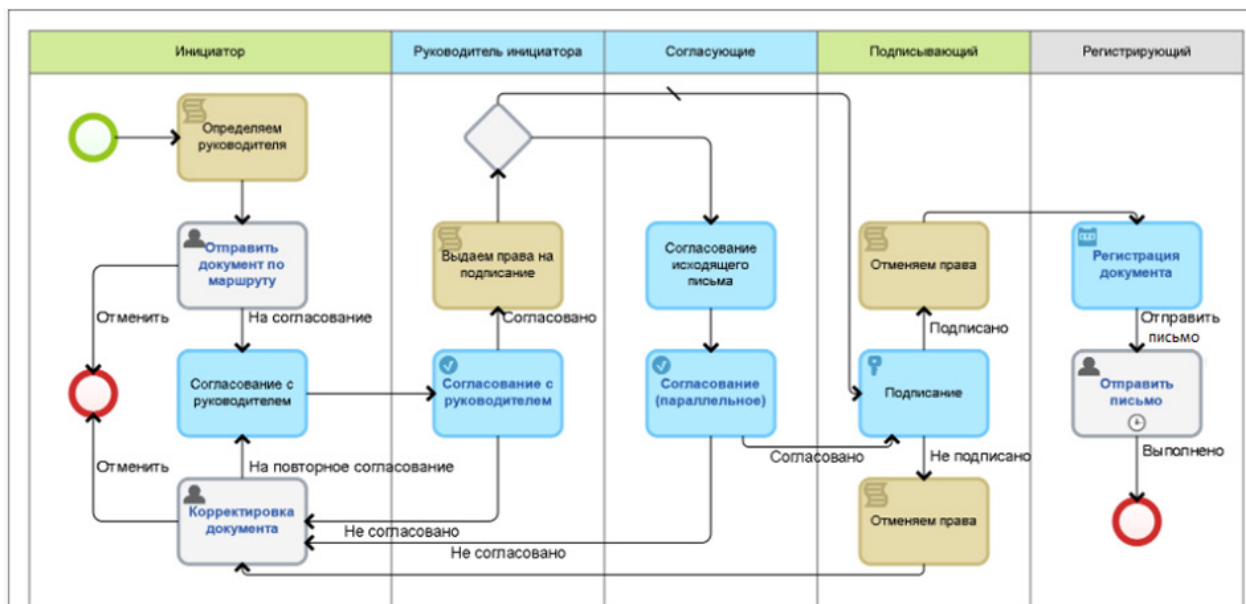 Инициатор
Руководитель инициатора
Согласующие
Подписывающий
Регистрирующий
Определяем
руководителя
Отправить
документ по
маршруту
Отменить
На согласование
Согласование с
руководителем
Отменить
На повторное согласование
Корректировка
документа
Выдаем права на
подписание
Согласовано
Согласование с
руководителем
Не согласовано
Не согласовано
Согласование
исходящего
письма
Согласование
(параллельное)
Согласовано
Отменяем права
Подписано
Подписание
Не подписано
Отменяем права
Регистрация
документа
Отправить
письмо
Отправить
письмо
Выполнено